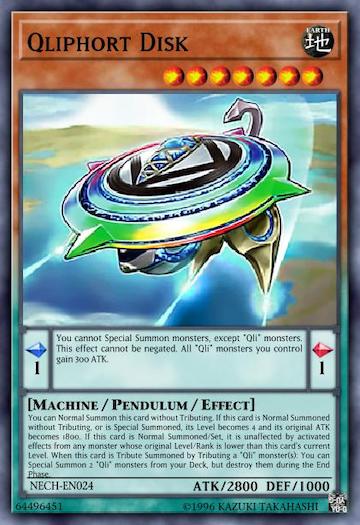 Qliphort Disk
EARTH
地
You cannot Special Summon monsters, except "Qli" monsters.
This effect cannot be negated. All "Qli" monsters you control
gain 300 ATK.
1
1
[Machine / Pendulum / Effect]
You can Normal Summon this card without Tributing. If this card is Normal Summoned
without Tributing, or is Special Summoned, its Level becomes 4 and its original ATK
becomes 1800. If this card is Normal Summoned/Set, it is unaffected by activated
effects from any monster whose original Level/Rank is lower than this card's current
Level. When this card is Tribute Summoned by Tributing a "Qli" monster(s): You can
Special Summon 2 "Qli" monsters from your Deck, but destroy them during the End
Phase.
NECH-EN024 ATK/2800 DEF/1000
64496451 ©1996 KAZUKI TAKAHASHI